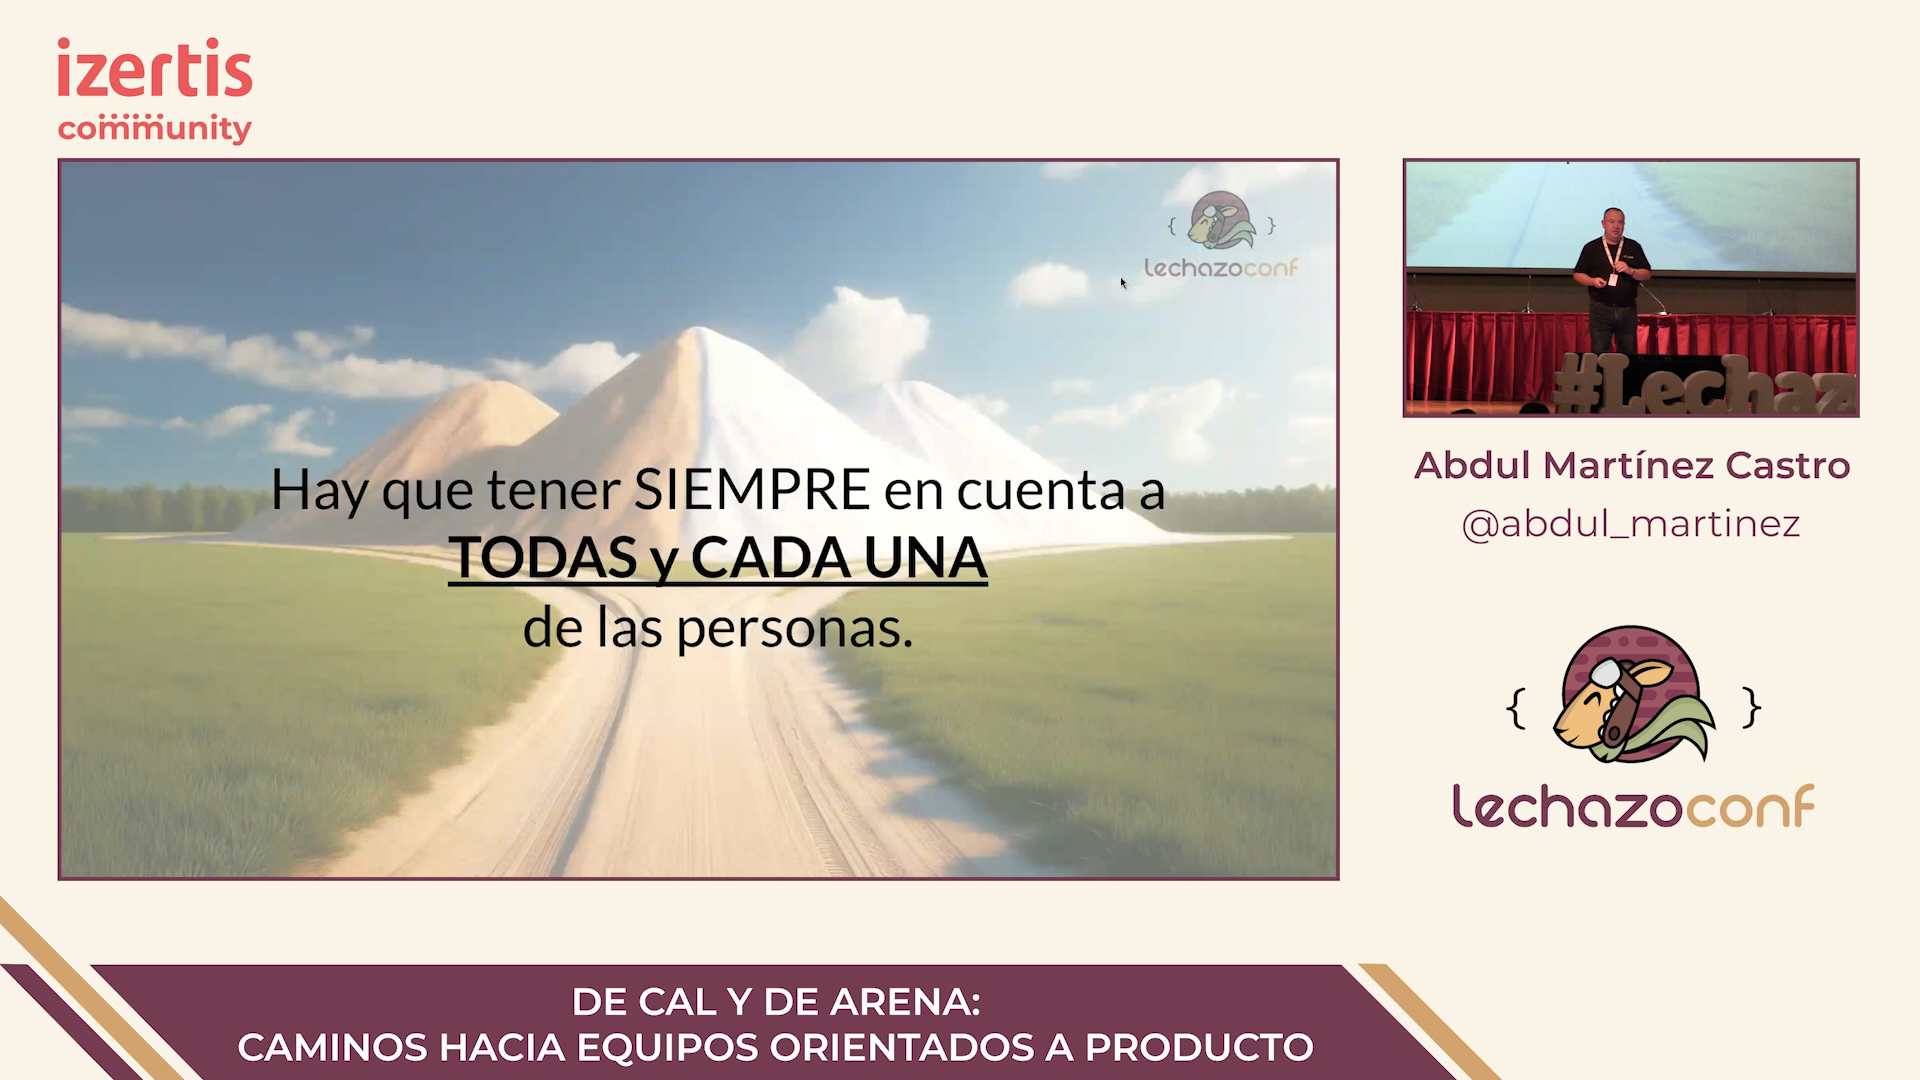 izertis
community
{ }
lechazoconf
Hay que tener SIEMPRE en cuenta a
TODAS y CADA UNA
de las personas.
#Lechaz
Abdul Martínez Castro
@abdul_martinez
{ }
lechazoconf
DE CAL Y DE ARENA:
CAMINOS HACIA EQUIPOS ORIENTADOS A PRODUCTO